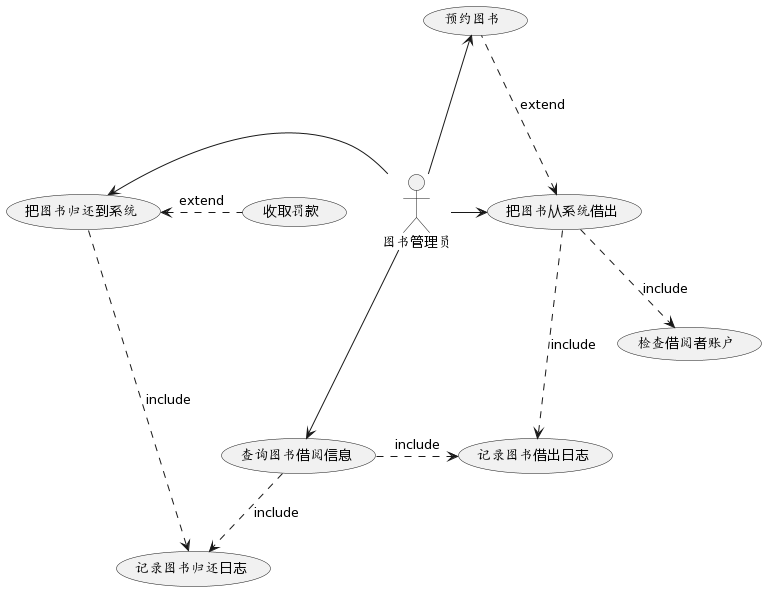 预约图书
extend
把图书归还到系统
extend
收取罚款
把图书从系统借出
图书管理员
include
检查借阅者账户
include
include
查询图书借阅信息
include
记录图书借出日志
include
记录图书归还日志